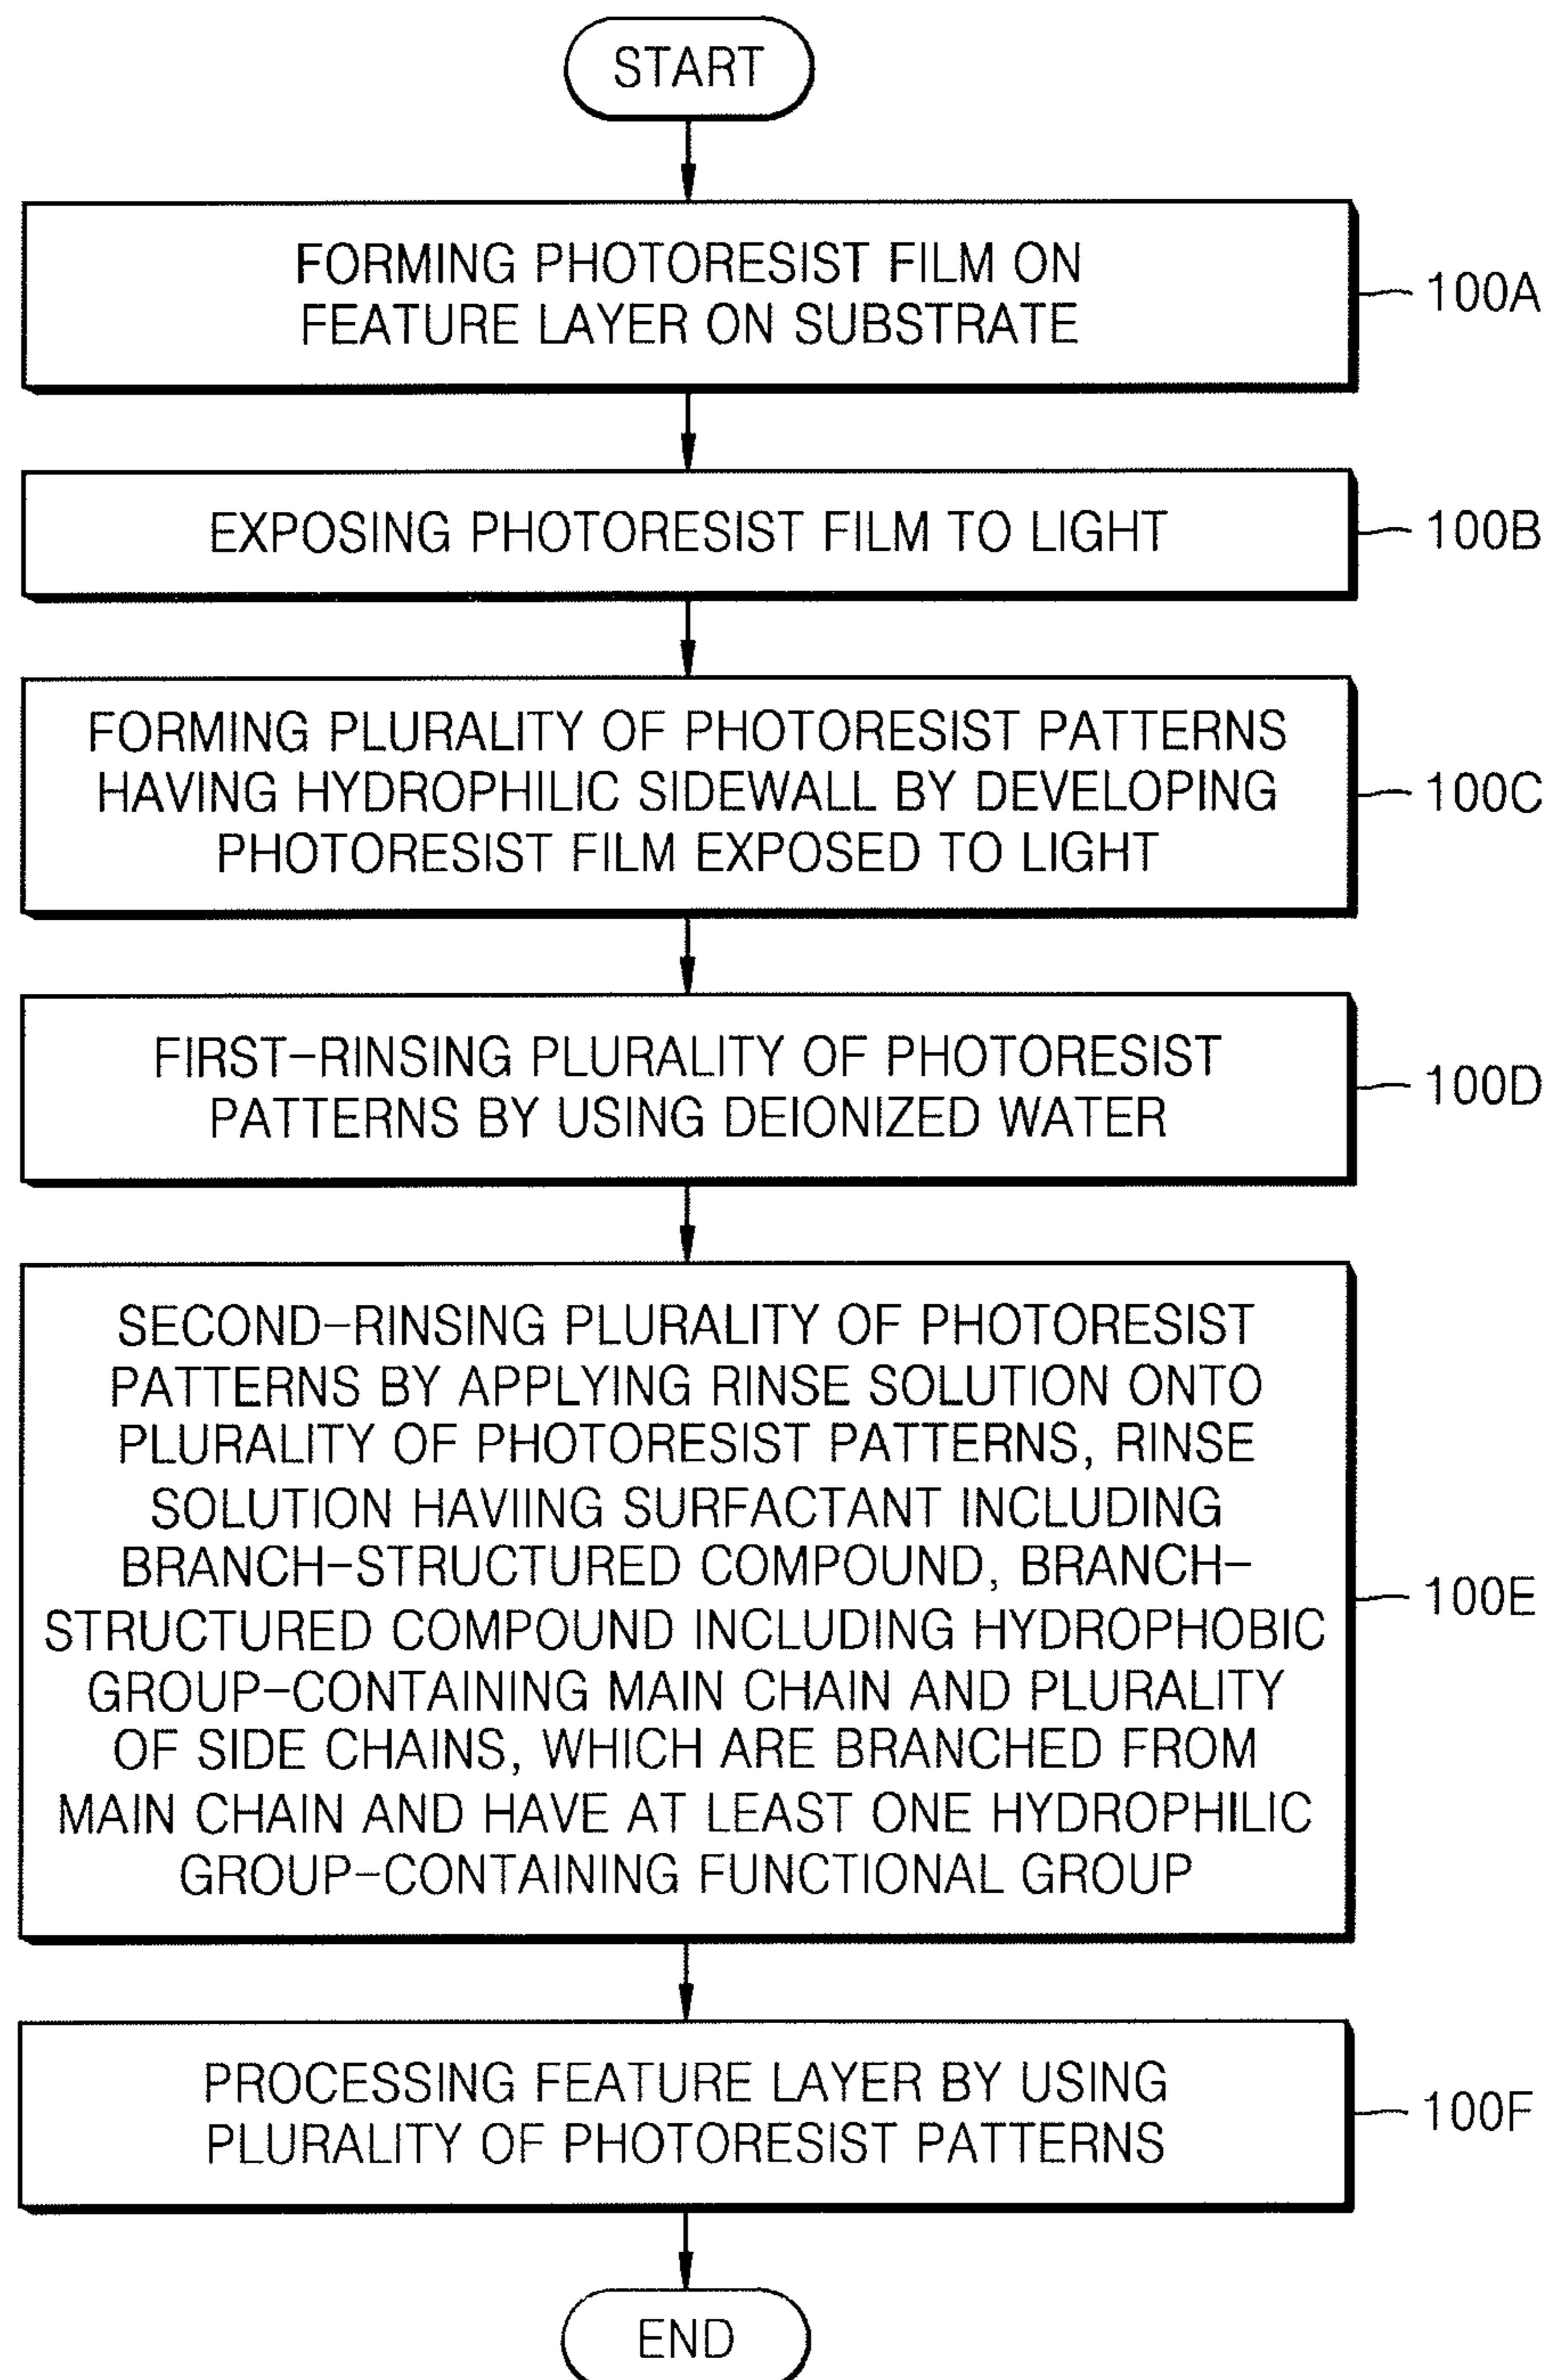 START
FORMING PHOTORESIST FILM ON
FEATURE LAYER ON SUBSTRATE
100A
EXPOSING PHOTORESIST FILM TO LIGHT
100B
FORMING PLURALITY OF PHOTORESIST PATTERNS
HAVING HYDROPHILIC SIDEWALL BY DEVELOPING
PHOTORESIST FILM EXPOSED TO LIGHT
100C
FIRST-RINSING PLURALITY OF PHOTORESIST
PATTERNS BY USING DEIONIZED WATER
100D
SECOND-RINSING PLURALITY OF PHOTORESIST
PATTERNS BY APPLYING RINSE SOLUTION ONTO
PLURALITY OF PHOTORESIST PATTERNS, RINSE
SOLUTION HAVIING SURFACTANT INCLUDING
BRANCH-STRUCTURED COMPOUND, BRANCH-
STRUCTURED COMPOUND INCLUDING HYDROPHOBIC
GROUP-CONTAINING MAIN CHAIN AND PLURALITY
OF SIDE CHAINS, WHICH ARE BRANCHED FROM
MAIN CHAIN AND HAVE AT LEAST ONE HYDROPHILIC
GROUP-CONTAINING FUNCTIONAL GROUP
100E
PROCESSING FEATURE LAYER BY USING
PLURALITY OF PHOTORESIST PATTERNS
100F
END